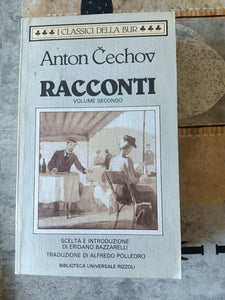 I CLASSICI DELLA BUR
Anton Čechov
RACCONTI
VOLUME SECONDO
SCELTA E INTRODUZIONE
DI ERIDANO BAZZARELLI
TRADUZIONE DI ALFREDO POLLEDRO
BIBLIOTECA UNIVERSALE RIZZOLI